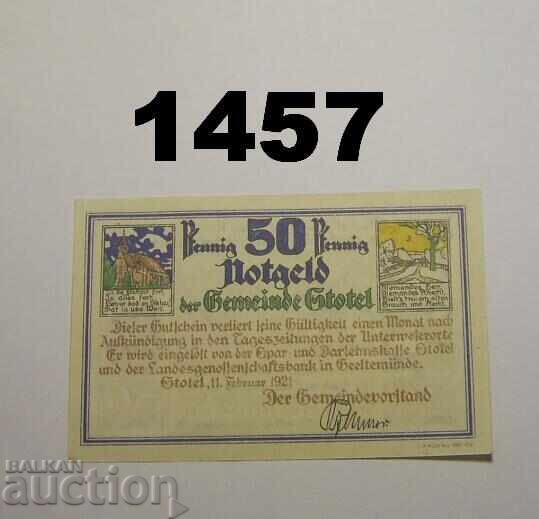 1457
Pfennig 50 Pfennig
Notgeld
der Gemeinde Stotel
Dieser Gutschein verliert seine Gültigkeit einen Monat nach
Aufkündigung in den Tageszeitungen der Unterweserorte
Er wird eingelöst von der Spar- und Darlehnskasse Stotel
und der Landesgenossenschaftsbank in Geestemünde.
Stotel, 11. Februar 1921
Der Gemeindevorstand
BALKAN
auction